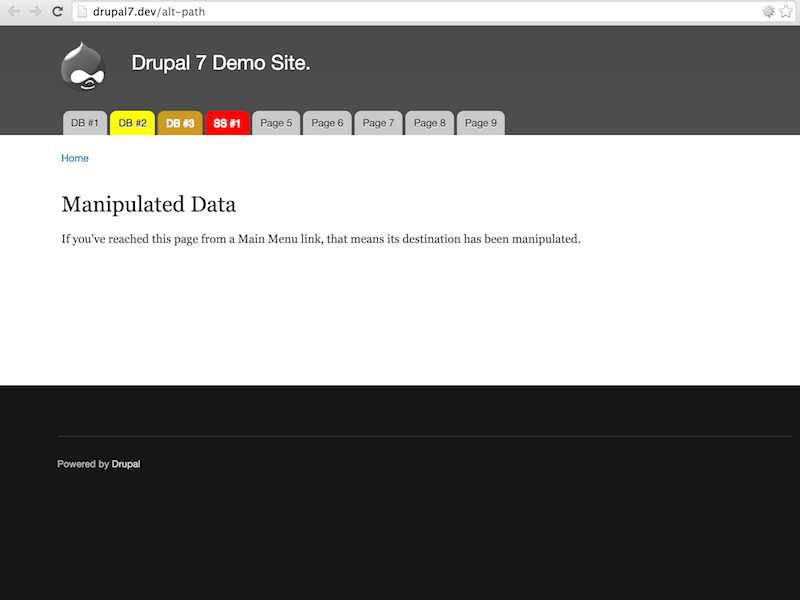 drupal7.dev/alt-path
Drupal 7 Demo Site.
DB #1 DB #2 DB #3 SS #1 Page 5 Page 6 Page 7 Page 8 Page 9
Home
Manipulated Data
If you've reached this page from a Main Menu link, that means its destination has been manipulated.
Powered by Drupal